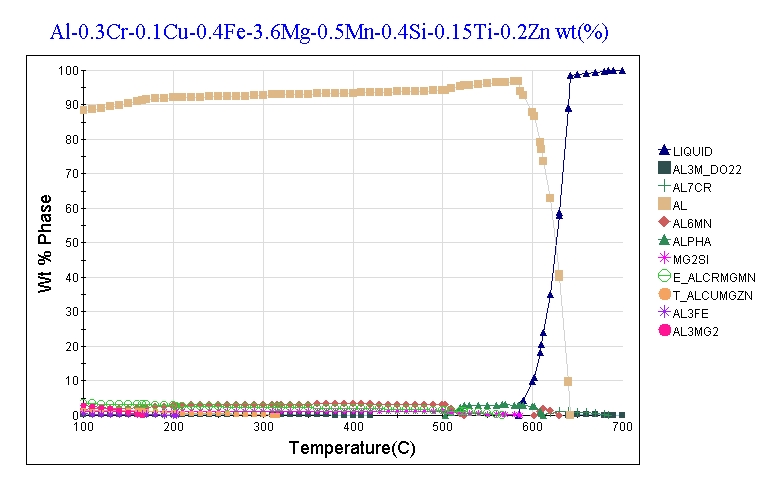 Al-0.3Cr-0.1Cu-0.4Fe-3.6Mg-0.5Mn-0.4Si-0.15Ti-0.2Zn wt(%)
100
90
80
70
60
50
40
30
20
10
0
Wt % Phase
100 200 300 400 500 600 700
Temperature(C)
LIQUID
AL3M_DO22
AL7CR
AL
AL6MN
ALPHA
MG2SI
E_ALCRMGMN
T_ALCUMGZN
AL3FE
AL3MG2